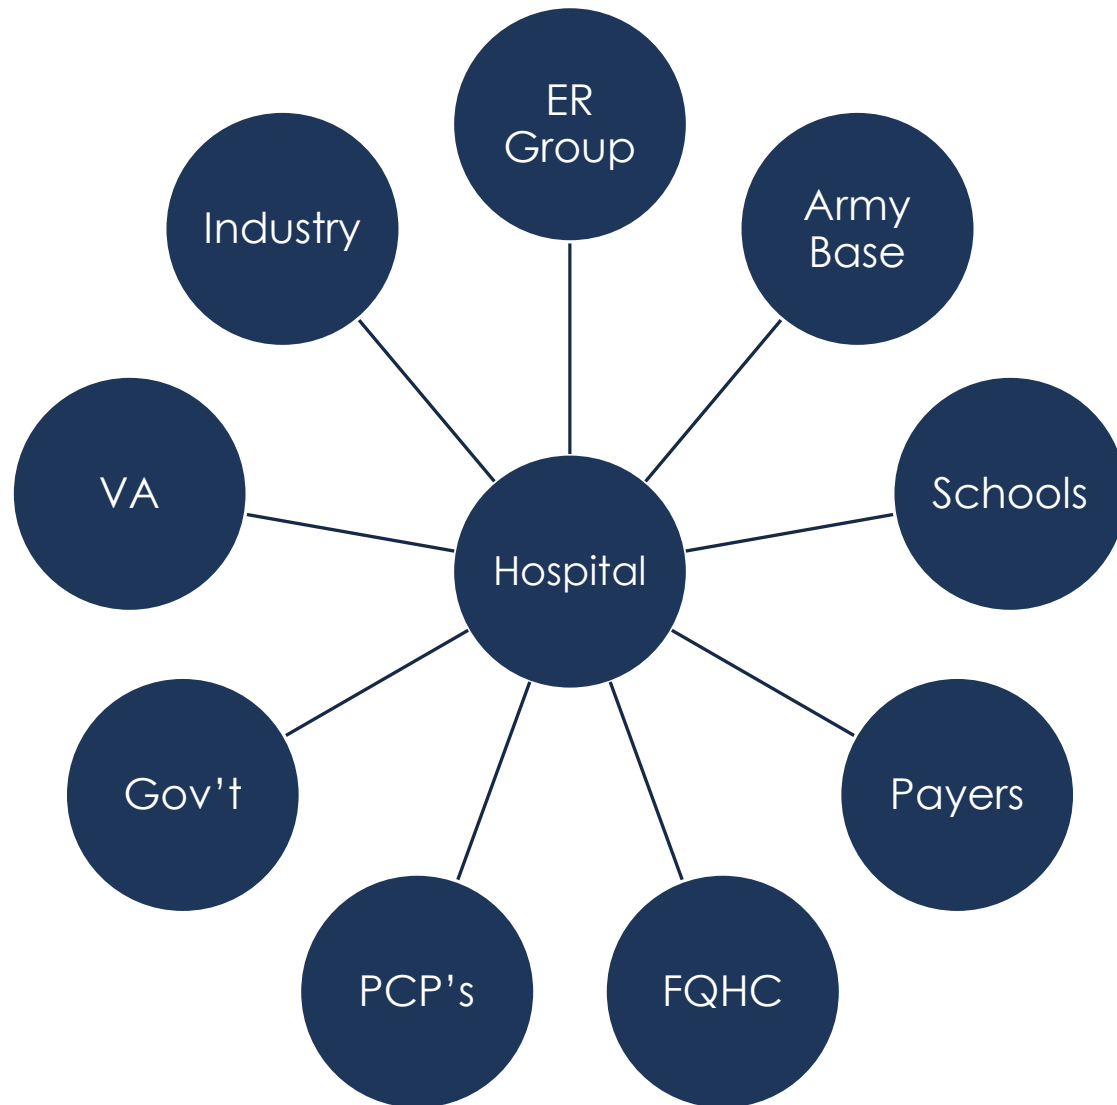 ER
Group
Army
Base
Industry
Schools
VA
Hospital
Gov’t
Payers
PCP’s
FQHC